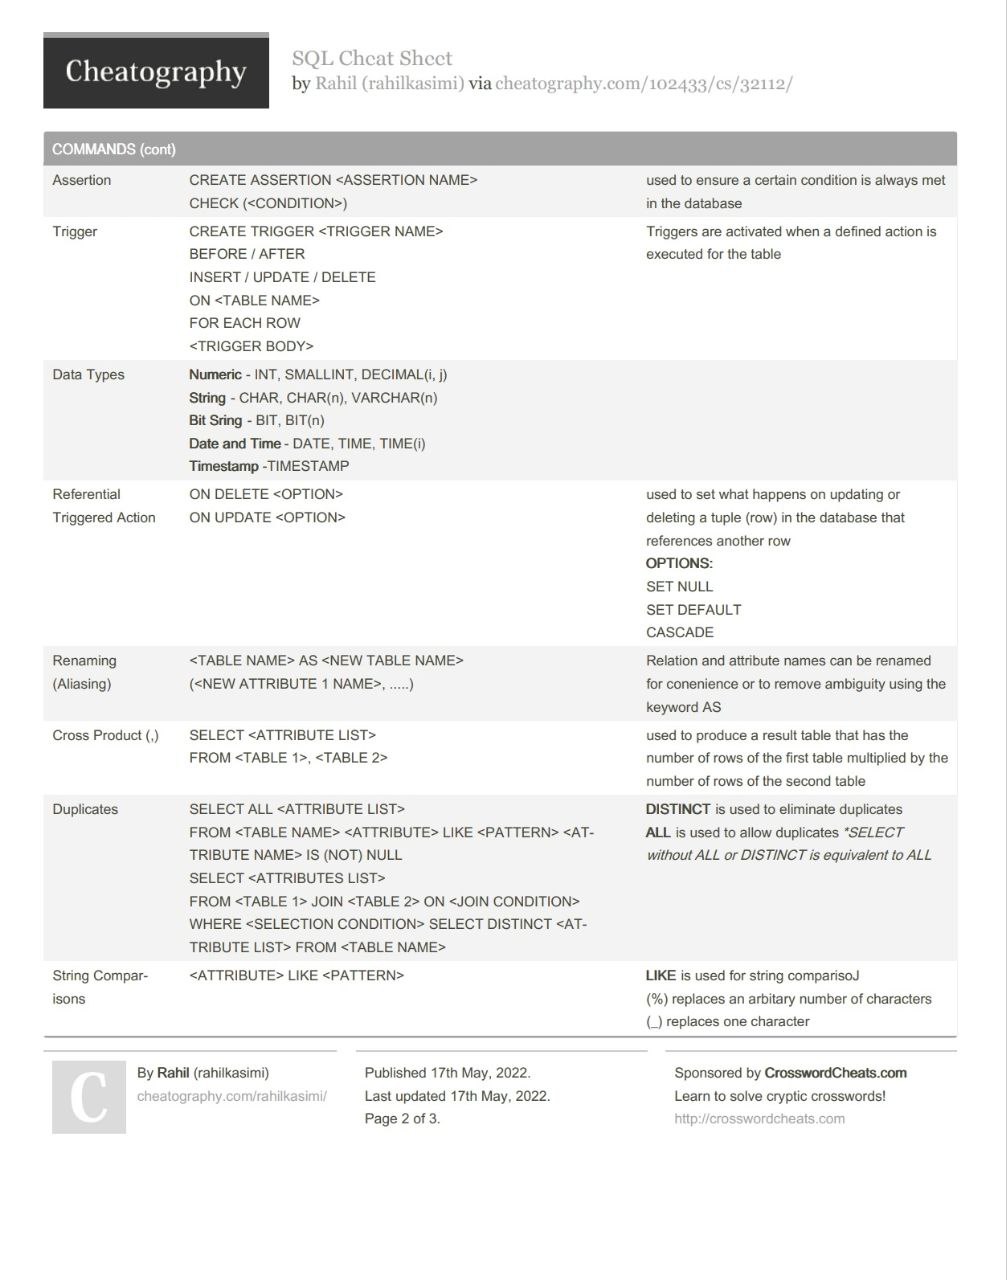 Cheatography
SQL Cheat Sheet
by Rahil (rahilkasimi) via cheatography.com/102433/cs/32112/
COMMANDS (cont)
Assertion
CREATE ASSERTION <ASSERTION NAME>
CHECK (<CONDITION>)
used to ensure a certain condition is always met
in the database
Trigger
CREATE TRIGGER <TRIGGER NAME>
BEFORE / AFTER
INSERT / UPDATE / DELETE
ON <TABLE NAME>
FOR EACH ROW
<TRIGGER BODY>
Triggers are activated when a defined action is
executed for the table
Data Types
Numeric - INT, SMALLINT, DECIMAL(i, j)
String - CHAR, CHAR(n), VARCHAR(n)
Bit Sring - BIT, BIT(n)
Date and Time - DATE, TIME, TIME(i)
Timestamp -TIMESTAMP
Referential
Triggered Action
ON DELETE <OPTION>
ON UPDATE <OPTION>
used to set what happens on updating or
deleting a tuple (row) in the database that
references another row
OPTIONS:
SET NULL
SET DEFAULT
CASCADE
Renaming
(Aliasing)
<TABLE NAME> AS <NEW TABLE NAME>
(<NEW ATTRIBUTE 1 NAME>, .....)
Relation and attribute names can be renamed
for conenience or to remove ambiguity using the
keyword AS
Cross Product (,)
SELECT <ATTRIBUTE LIST>
FROM <TABLE 1>, <TABLE 2>
used to produce a result table that has the
number of rows of the first table multiplied by the
number of rows of the second table
Duplicates
SELECT ALL <ATTRIBUTE LIST>
FROM <TABLE NAME> <ATTRIBUTE> LIKE <PATTERN> <AT-
TRIBUTE NAME> IS (NOT) NULL
SELECT <ATTRIBUTES LIST>
FROM <TABLE 1> JOIN <TABLE 2> ON <JOIN CONDITION>
WHERE <SELECTION CONDITION> SELECT DISTINCT <AT-
TRIBUTE LIST> FROM <TABLE NAME>
DISTINCT is used to eliminate duplicates
ALL is used to allow duplicates *SELECT
without ALL or DISTINCT is equivalent to ALL
String Compar-
isons
<ATTRIBUTE> LIKE <PATTERN>
LIKE is used for string comparisoJ
(%) replaces an arbitary number of characters
(_) replaces one character
C
By Rahil (rahilkasimi)
cheatography.com/rahilkasimi/
Published 17th May, 2022.
Last updated 17th May, 2022.
Page 2 of 3.
Sponsored by CrosswordCheats.com
Learn to solve cryptic crosswords!
http://crosswordcheats.com